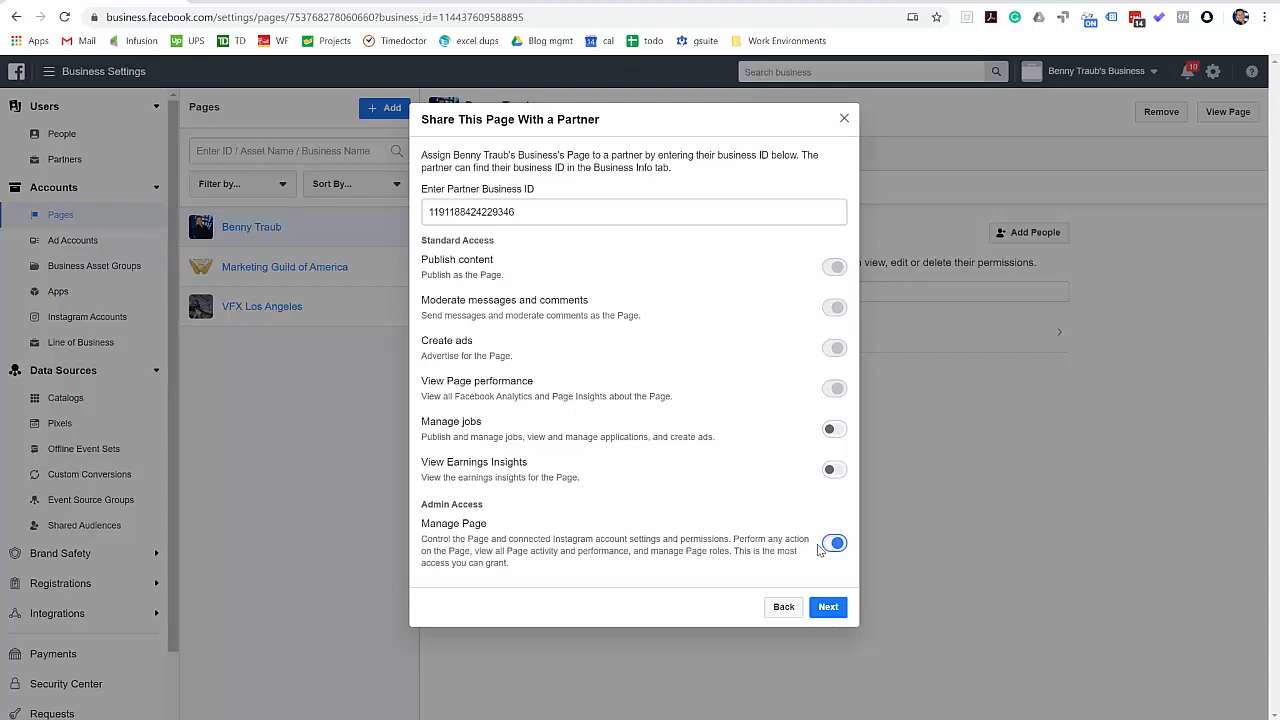 business.facebook.com/settings/pages/753768278060660?business_id=114437609588895
Apps
Mail
Infusion
UPS
TD
WF
Projects
Timedoctor
excel dups
Blog mgmt
14 cal
todo
gsuite
Work Environments
ON
14
Business Settings
Search business
Benny Traub's Business
10
Users
People
Partners
Accounts
Pages
Ad Accounts
Business Asset Groups
Apps
Instagram Accounts
Line of Business
Data Sources
Catalogs
Pixels
Offline Event Sets
Custom Conversions
Event Source Groups
Shared Audiences
Brand Safety
Registrations
Integrations
Payments
Security Center
Requests
Pages
+ Add
Enter ID / Asset Name / Business Name
Filter by...
Sort By...
Benny Traub
Marketing Guild of America
VFX Los Angeles
Remove
View Page
Add People
view, edit or delete their permissions.
Share This Page With a Partner
Assign Benny Traub's Business's Page to a partner by entering their business ID below. The
partner can find their business ID in the Business Info tab.
Enter Partner Business ID
1191188424229346
Standard Access
Publish content
Publish as the Page.
Moderate messages and comments
Send messages and moderate comments as the Page.
Create ads
Advertise for the Page.
View Page performance
View all Facebook Analytics and Page Insights about the Page.
Manage jobs
Publish and manage jobs, view and manage applications, and create ads.
View Earnings Insights
View the earnings insights for the Page.
Admin Access
Manage Page
Control the Page and connected Instagram account settings and permissions. Perform any action
on the Page, view all Page activity and performance, and manage Page roles. This is the most
access you can grant.
Back
Next